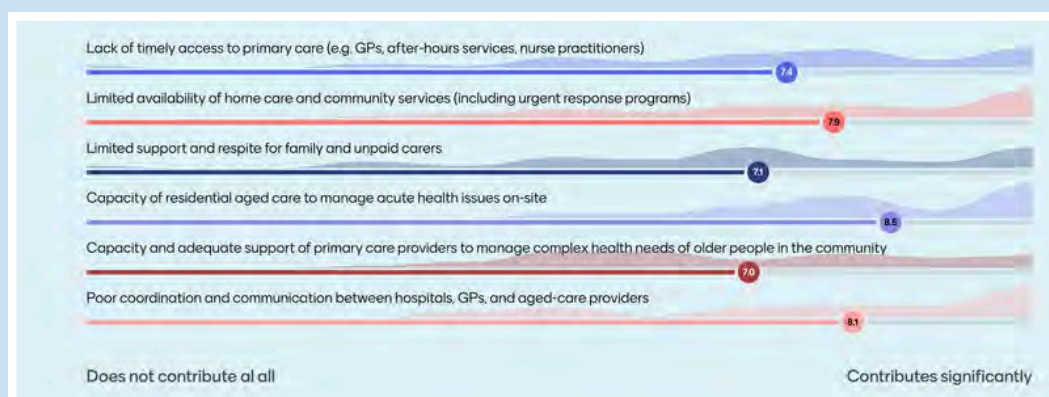 Lack of timely access to primary care (e.g. GPs, after-hours services, nurse practitioners)
7.4
Limited availability of home care and community services (including urgent response programs)
7.9
Limited support and respite for family and unpaid carers
7.1
Capacity of residential aged care to manage acute health issues on-site
8.5
Capacity and adequate support of primary care providers to manage complex health needs of older people in the community
7.0
Poor coordination and communication between hospitals, GPs, and aged-care providers
8.1
Does not contribute al all
Contributes significantly